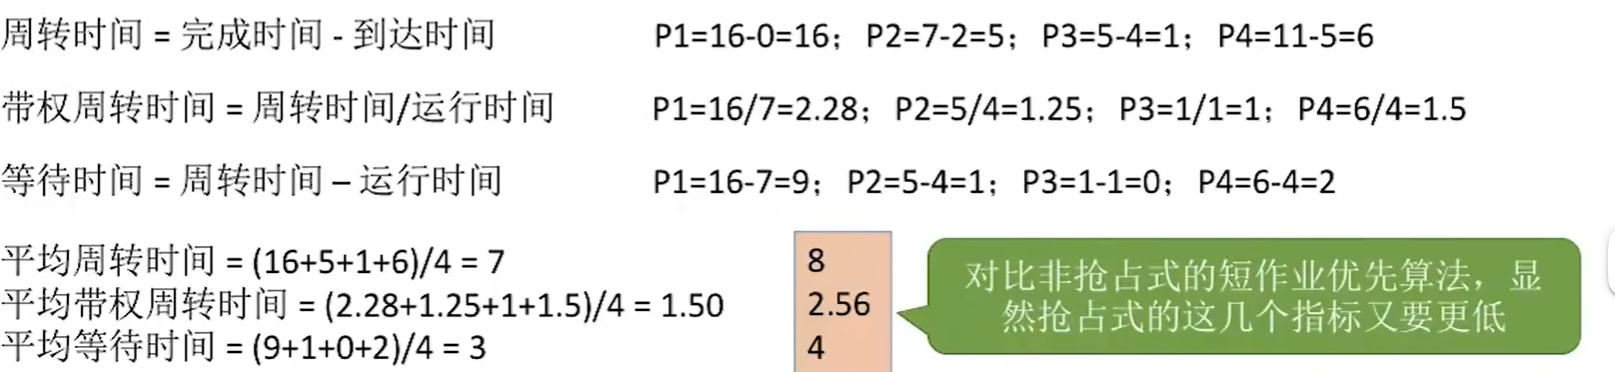 周转时间 = 完成时间 - 到达时间 P1=16-0=16；P2=7-2=5；P3=5-4=1；P4=11-5=6
带权周转时间 = 周转时间/运行时间 P1=16/7=2.28；P2=5/4=1.25；P3=1/1=1；P4=6/4=1.5
等待时间 = 周转时间 – 运行时间 P1=16-7=9；P2=5-4=1；P3=1-1=0；P4=6-4=2
平均周转时间 = (16+5+1+6)/4 = 7
平均带权周转时间 = (2.28+1.25+1+1.5)/4 = 1.50
平均等待时间 = (9+1+0+2)/4 = 3
8
2.56
4
对比非抢占式的短作业优先算法，显
然抢占式的这几个指标又要更低